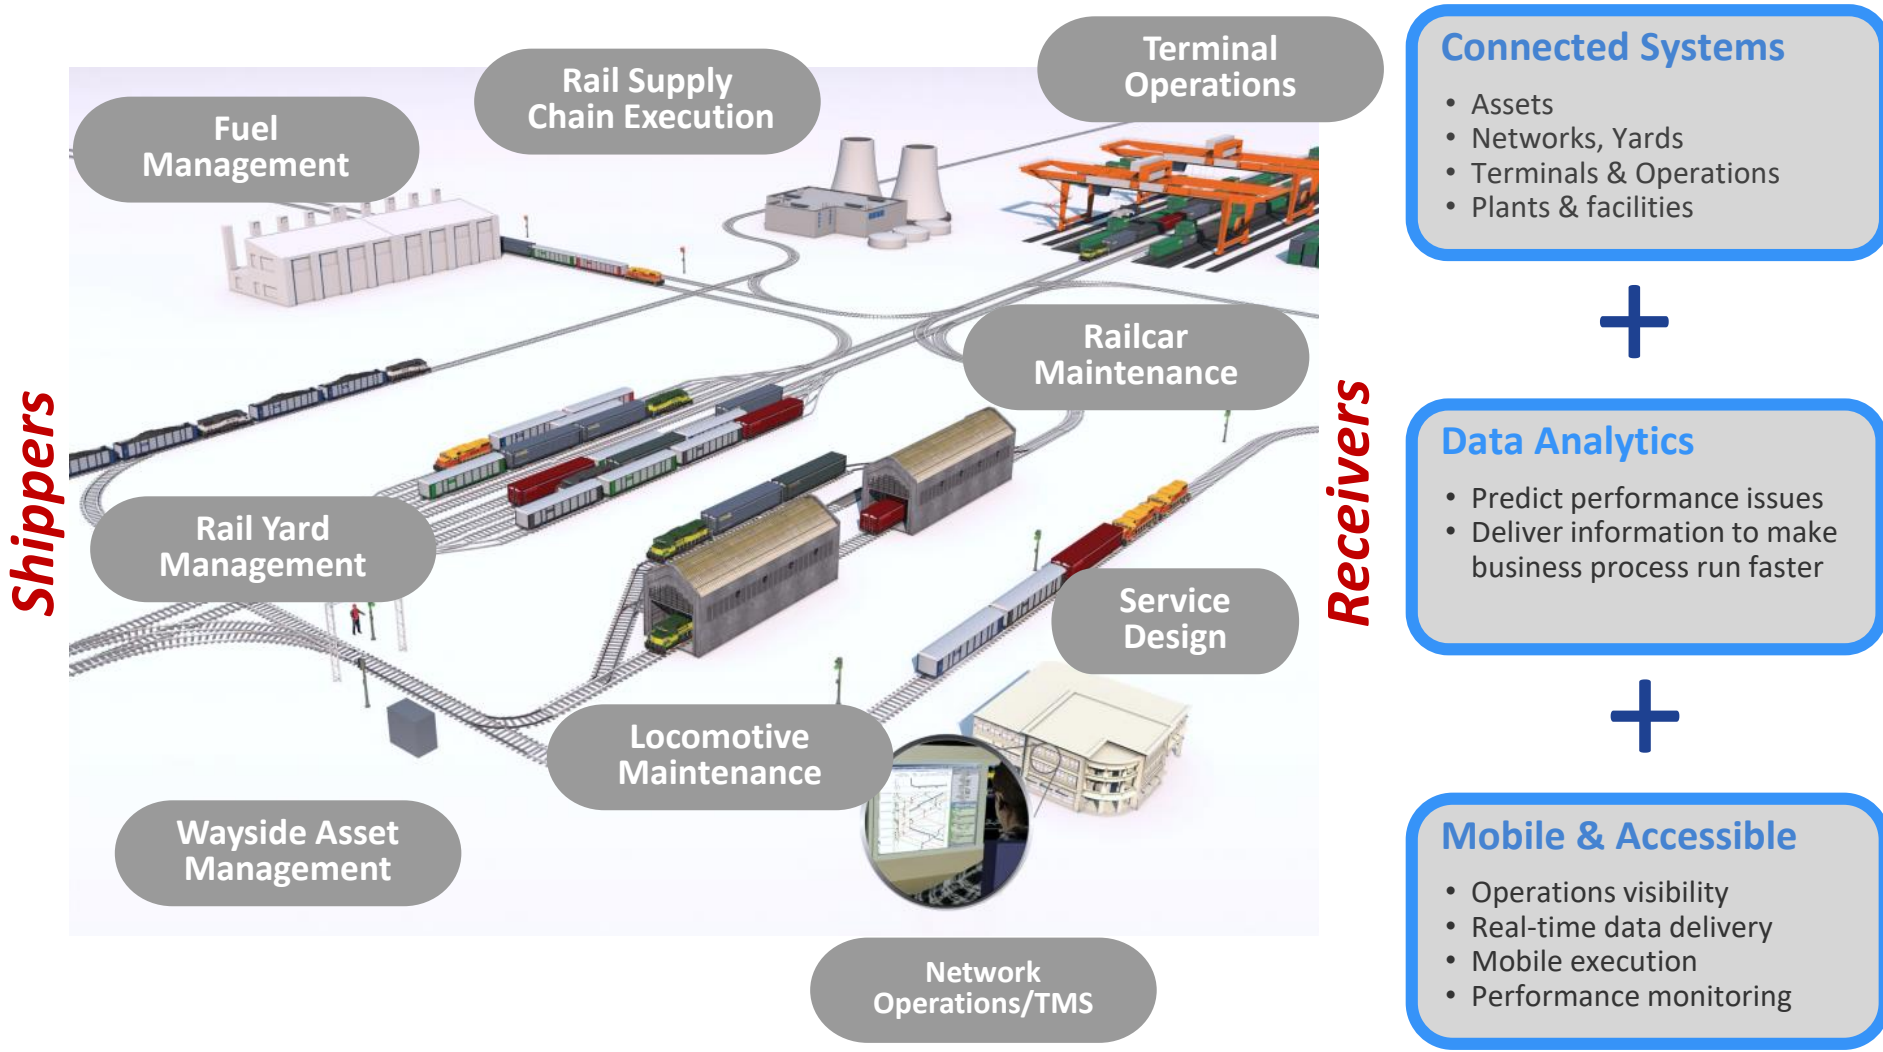 Shippers
Fuel
Management
Rail Supply
Chain Execution
Terminal
Operations
Railcar
Maintenance
Rail Yard
Management
Service
Design
Locomotive
Maintenance
Wayside Asset
Management
Network
Operations/TMS
Receivers
Connected Systems
• Assets
• Networks, Yards
• Terminals & Operations
• Plants & facilities
+
Data Analytics
• Predict performance issues
• Deliver information to make
business process run faster
+
Mobile & Accessible
• Operations visibility
• Real-time data delivery
• Mobile execution
• Performance monitoring